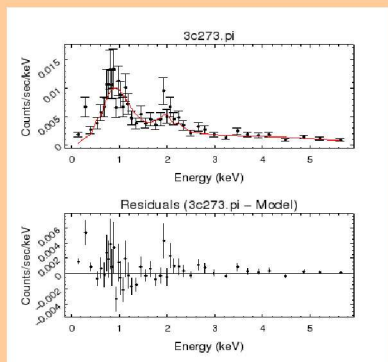 3c273.pi
0.015
0.01
0.005
0
Counts/sec/keV
0 1 2 3 4 5
Energy (keV)
Residuals (3c273.pi – Model)
0.006
0.004
0.002
0
-0.002
-0.004
Counts/sec/keV
0 1 2 3 4 5
Energy (keV)